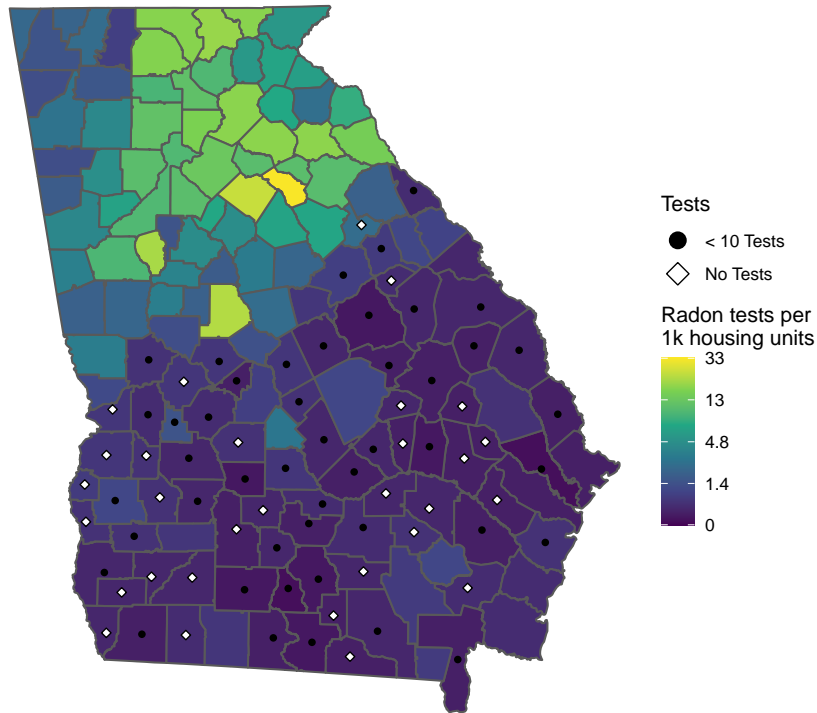 Tests
< 10 Tests
No Tests
Radon tests per
1k housing units
33
13
4.8
1.4
0